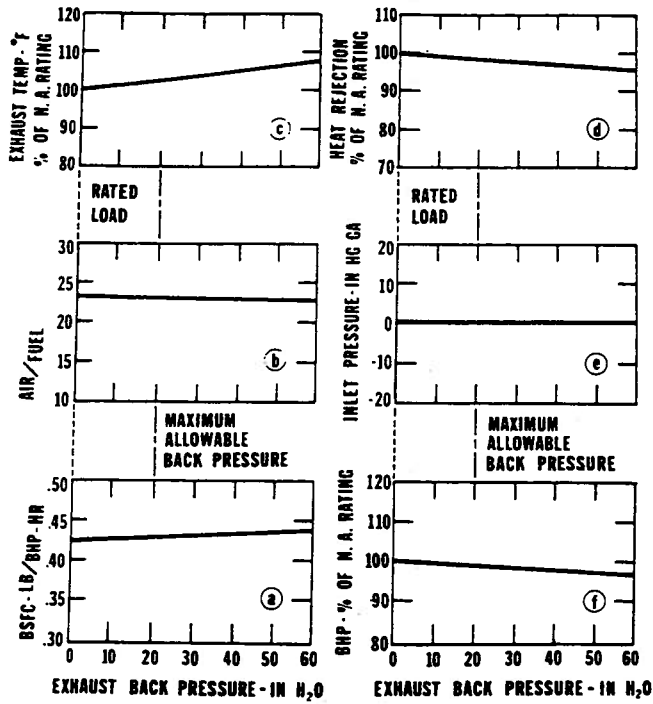 EXHAUST TEMP-°F
% OF N. A. RATING
120
110
100
90
80
c
RATED
LOAD
HEAT REJECTION
% OF N. A. RATING
110
100
90
80
70
d
RATED
LOAD
AIR/FUEL
30
25
20
15
10
b
MAXIMUM
ALLOWABLE
BACK PRESSURE
INLET PRESSURE-IN HG GA
20
10
0
-10
-20
e
MAXIMUM
ALLOWABLE
BACK PRESSURE
BSFC-LB/BHP-HR
.50
.45
.40
.35
.30
a
0 10 20 30 40 50 60
EXHAUST BACK PRESSURE-IN H₂O
BHP-% OF N. A. RATING
120
110
100
90
80
f
0 10 20 30 40 50 60
EXHAUST BACK PRESSURE-IN H₂O